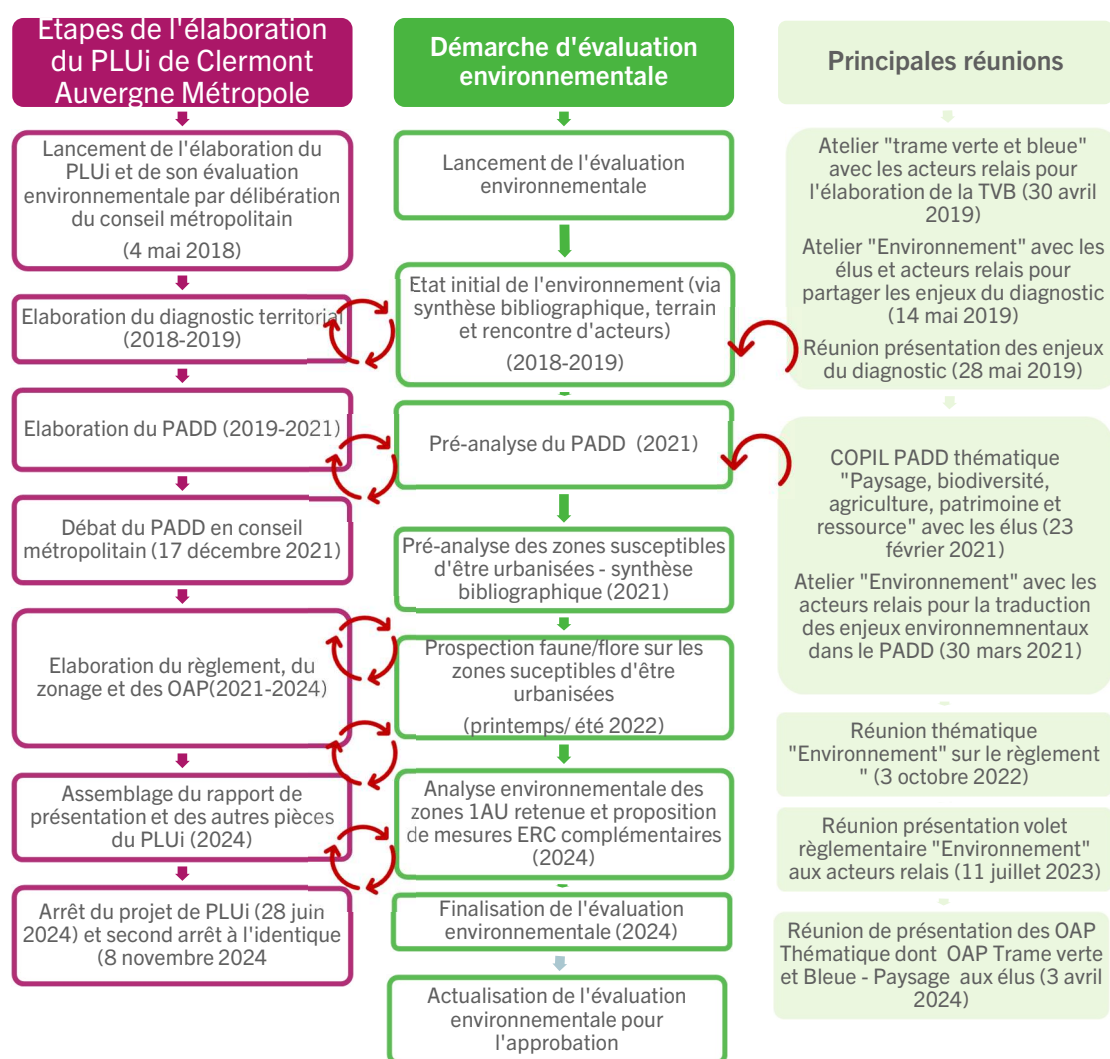 Etapes de l'élaboration
du PLUi de Clermont
Auvergne Métropole
Lancement de l'élaboration du
PLUi et de son évaluation
environnementale par délibération
du conseil métropolitain
(4 mai 2018)
Elaboration du diagnostic territorial
(2018-2019)
Elaboration du PADD (2019-2021)
Débat du PADD en conseil
métropolitain (17 décembre 2021)
Elaboration du règlement, du
zonage et des OAP(2021-2024)
Assemblage du rapport de
présentation et des autres pièces
du PLUi (2024)
Arrêt du projet de PLUi (28 juin
2024) et second arrêt à l'identique
(8 novembre 2024
Démarche d'évaluation
environnementale
Lancement de l'évaluation
environnementale
Etat initial de l'environnement (via
synthèse bibliographique, terrain
et rencontre d'acteurs)
(2018-2019)
Pré-analyse du PADD (2021)
Pré-analyse des zones susceptibles
d'être urbanisées - synthèse
bibliographique (2021)
Prospection faune/flore sur les
zones suceptibles d'être
urbanisées
(printemps/ été 2022)
Analyse environnementale des
zones 1AU retenue et proposition
de mesures ERC complémentaires
(2024)
Finalisation de l'évaluation
environnementale (2024)
Actualisation de l'évaluation
environnementale pour
l'approbation
Principales réunions
Atelier "trame verte et bleue"
avec les acteurs relais pour
l'élaboration de la TVB (30 avril
2019)
Atelier "Environnement" avec les
élus et acteurs relais pour
partager les enjeux du diagnostic
(14 mai 2019)
Réunion présentation des enjeux
du diagnostic (28 mai 2019)
COPIL PADD thématique
"Paysage, biodiversité,
agriculture, patrimoine et
ressource" avec les élus (23
février 2021)
Atelier "Environnement" avec les
acteurs relais pour la traduction
des enjeux environnemnentaux
dans le PADD (30 mars 2021)
Réunion thématique
"Environnement" sur le règlement
" (3 octobre 2022)
Réunion présentation volet
règlementaire "Environnement"
aux acteurs relais (11 juillet 2023)
Réunion de présentation des OAP
Thématique dont OAP Trame verte
et Bleue - Paysage aux élus (3 avril
2024)